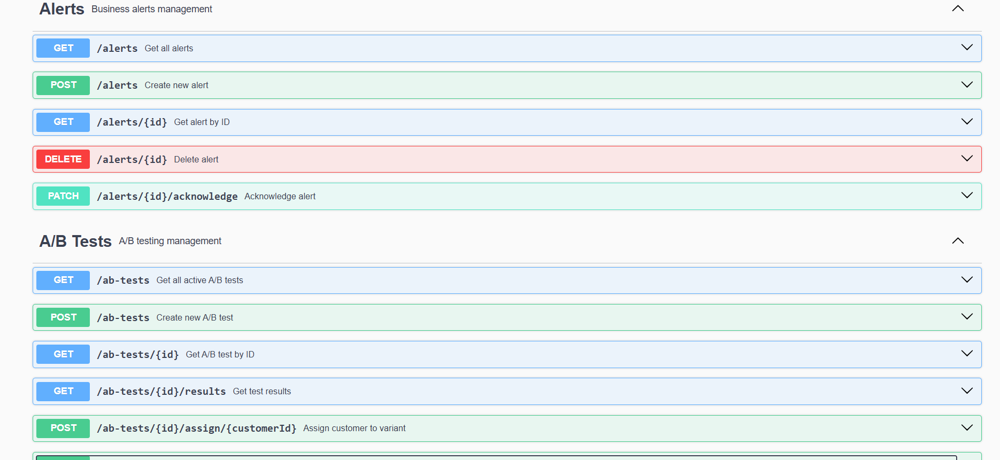 Alerts Business alerts management
GET /alerts Get all alerts
POST /alerts Create new alert
GET /alerts/{id} Get alert by ID
DELETE /alerts/{id} Delete alert
PATCH /alerts/{id}/acknowledge Acknowledge alert
A/B Tests A/B testing management
GET /ab-tests Get all active A/B tests
POST /ab-tests Create new A/B test
GET /ab-tests/{id} Get A/B test by ID
GET /ab-tests/{id}/results Get test results
POST /ab-tests/{id}/assign/{customerId} Assign customer to variant